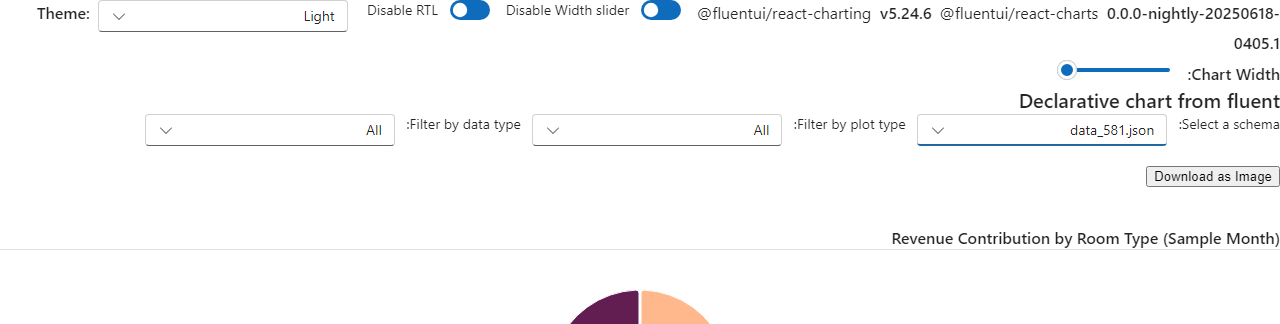 Theme: Light Disable RTL Disable Width slider @fluentui/react-charting v5.24.6 @fluentui/react-charts 0.0.0-nightly-20250618-
0405.1
:Chart Width
Declarative chart from fluent
:Select a schema data_581.json :Filter by plot type All :Filter by data type All
Download as Image
Revenue Contribution by Room Type (Sample Month)